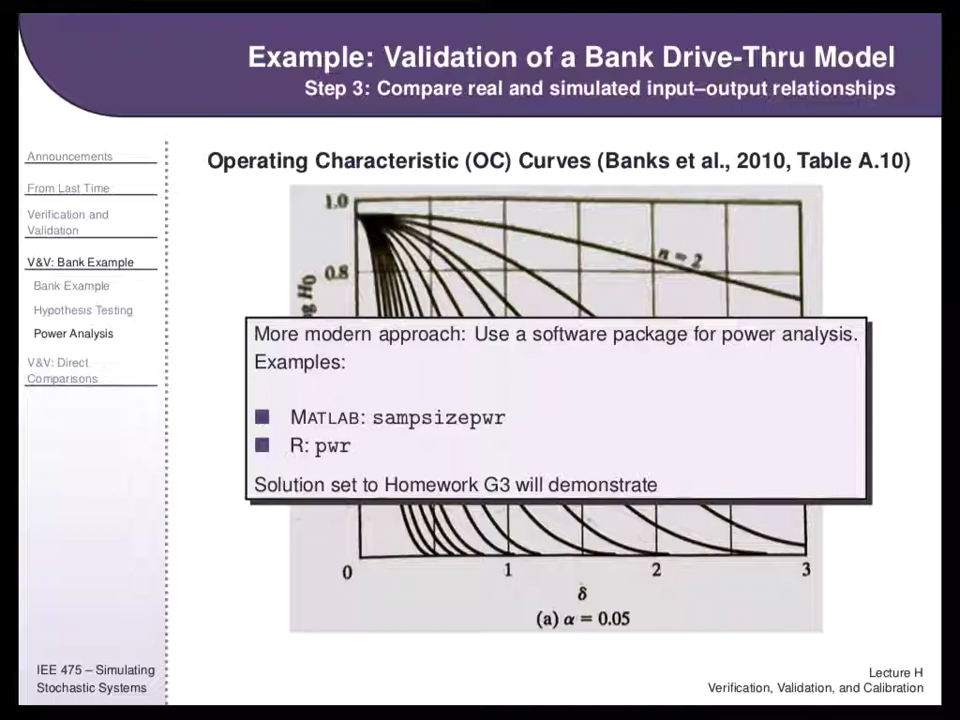 Example: Validation of a Bank Drive-Thru Model
Step 3: Compare real and simulated input–output relationships
Announcements
From Last Time
Verification and
Validation
V&V: Bank Example
Bank Example
Hypothesis Testing
Power Analysis
V&V: Direct
Comparisons
Operating Characteristic (OC) Curves (Banks et al., 2010, Table A.10)
1.0
n = 2
0.8
H₀
More modern approach: Use a software package for power analysis.
Examples:
MATLAB: sampsizepwr
R: pwr
Solution set to Homework G3 will demonstrate
0 1 2 3
δ
(a) α = 0.05
IEE 475 – Simulating
Stochastic Systems
Lecture H
Verification, Validation, and Calibration